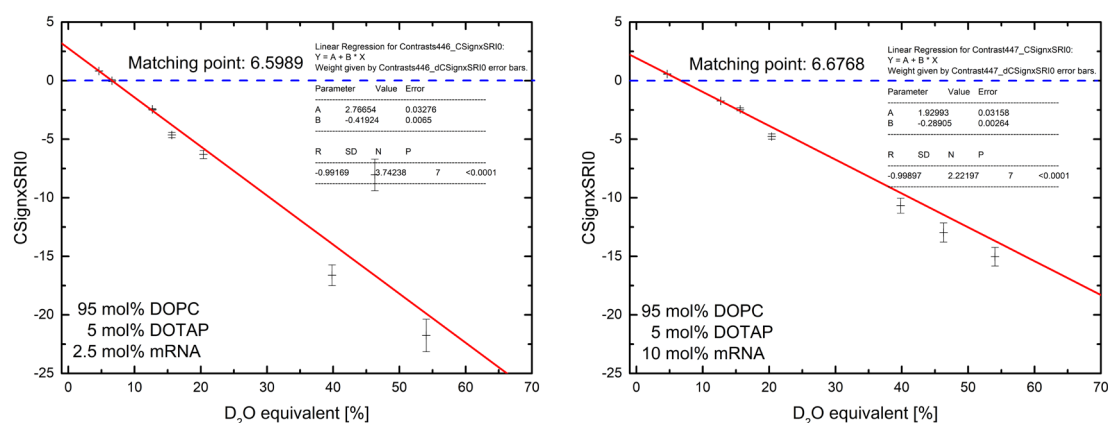 5
0
-5
-10
-15
-20
-25
CSignxSRI0
Matching point: 6.5989
Linear Regression for Contrasts446_CSignxSRI0:
Y = A + B * X
Weight given by Contrasts446_dCSignxSRI0 error bars.
Parameter Value Error
A 2.76654 0.03276
B -0.41924 0.0065
R SD N P
-0.99169 3.74238 7 <0.0001
95 mol% DOPC
5 mol% DOTAP
2.5 mol% mRNA
0 10 20 30 40 50 60 70
D2O equivalent [%]
5
0
-5
-10
-15
-20
-25
CSignxSRI0
Matching point: 6.6768
Linear Regression for Contrast447_CSignxSRI0:
Y = A + B * X
Weight given by Contrast447_dCSignxSRI0 error bars.
Parameter Value Error
A 1.92993 0.03158
B -0.28905 0.00264
R SD N P
-0.99897 2.22197 7 <0.0001
95 mol% DOPC
5 mol% DOTAP
10 mol% mRNA
0 10 20 30 40 50 60 70
D2O equivalent [%]